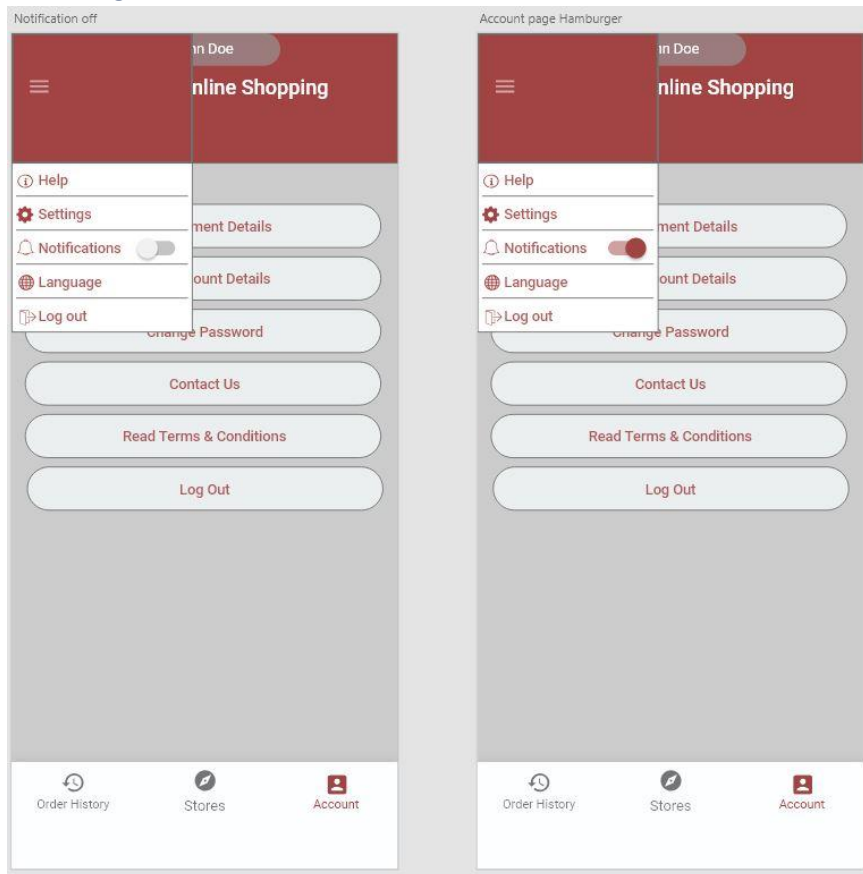 Notification off
nn Doe
nline Shopping
Help
Settings
Notifications
Language
Log out
ment Details
ount Details
Change Password
Contact Us
Read Terms & Conditions
Log Out
Order History
Stores
Account
Account page Hamburger
nn Doe
nline Shopping
Help
Settings
Notifications
Language
Log out
ment Details
ount Details
Change Password
Contact Us
Read Terms & Conditions
Log Out
Order History
Stores
Account